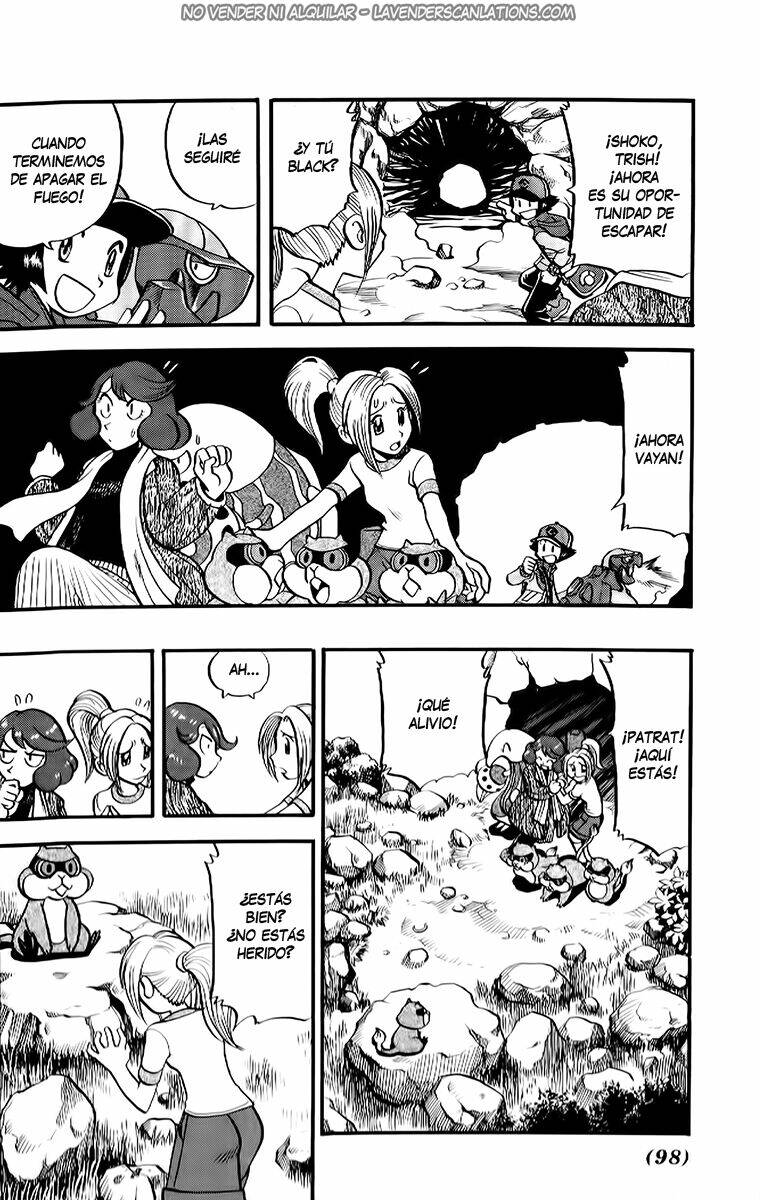 NO VENDER NI ALQUILAR - LAVENDERSCANLATIONS.COM
¡SHOKO,
TRISH!
¡AHORA
ES SU OPOR-
TUNIDAD DE
ESCAPAR!
¿Y TÚ
BLACK?
¡LAS
SEGUIRÉ
CUANDO
TERMINEMOS
DE APAGAR EL
FUEGO!
¡AHORA
VAYAN!
¡PATRAT!
¡AQUÍ
ESTÁS!
¡QUÉ
ALIVIO!
AH...
¿ESTÁS
BIEN?
¿NO ESTÁS
HERIDO?
(98)